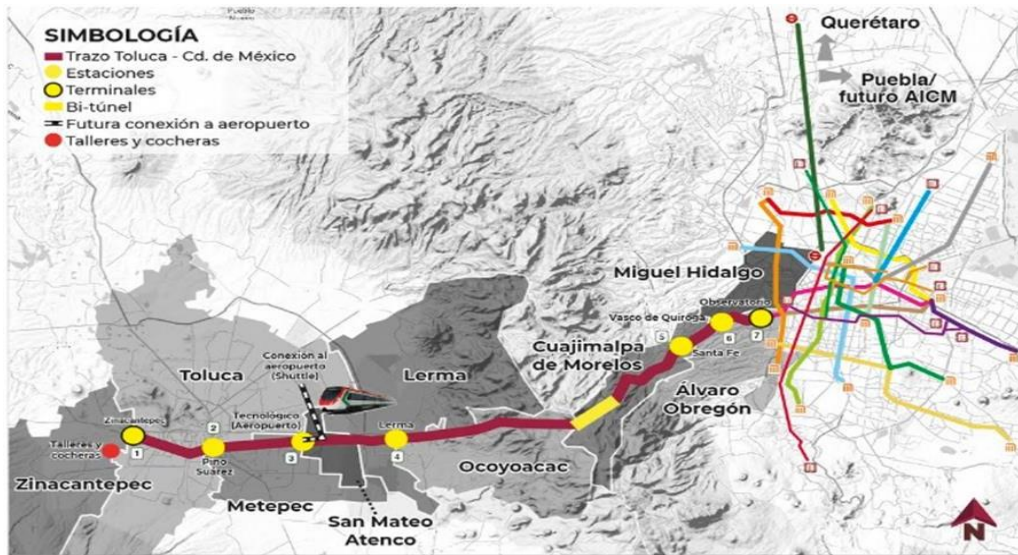 SIMBOLOGÍA
Trazo Toluca - Cd. de México
Estaciones
Terminales
Bi-túnel
Futura conexión a aeropuerto
Talleres y cocheras
Querétaro
Puebla/
futuro AICM
Miguel Hidalgo
Observatorio
Vasco de Quiroga
5
6
7
Santa Fe
Cuajimalpa
de Morelos
Álvaro
Obregón
Conexión al
aeropuerto
(Shuttle)
Toluca
Lerma
Zinacantepec
2
Tecnológico
(Aeropuerto)
Lerma
Talleres y
cocheras
1
Pino
Suárez
3
4
Zinacantepec
Ocoyoacac
Metepec
San Mateo
Atenco
N